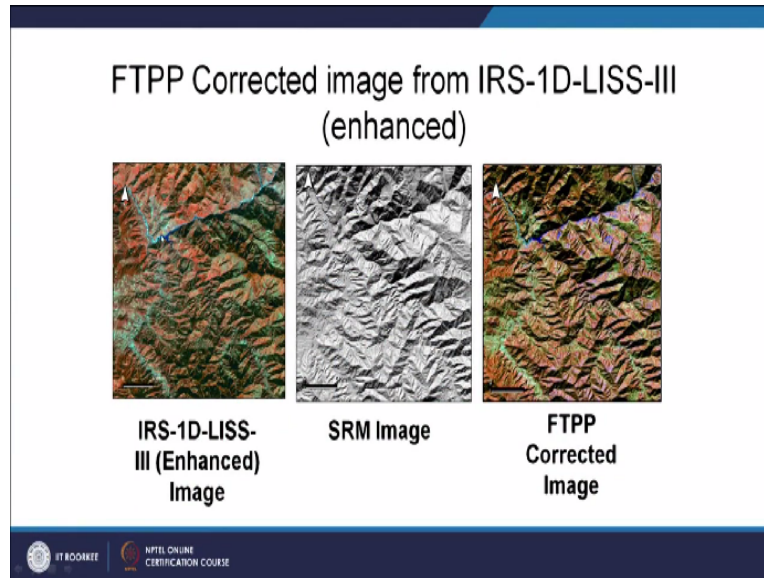 FTPP Corrected image from IRS-1D-LISS-III
(enhanced)
IRS-1D-LISS-
III (Enhanced)
Image
SRM Image
FTPP
Corrected
Image
IIT ROORKEE
NPTEL ONLINE
CERTIFICATION COURSE